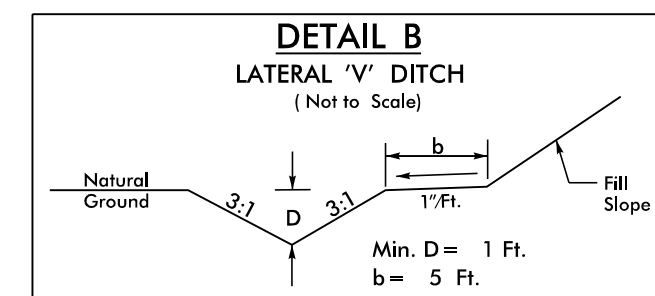 DETAIL B
LATERAL 'V' DITCH
( Not to Scale)
b
Natural
Ground
3:1
D
3:1
1"/Ft.
Fill
Slope
Min. D = 1 Ft.
b = 5 Ft.